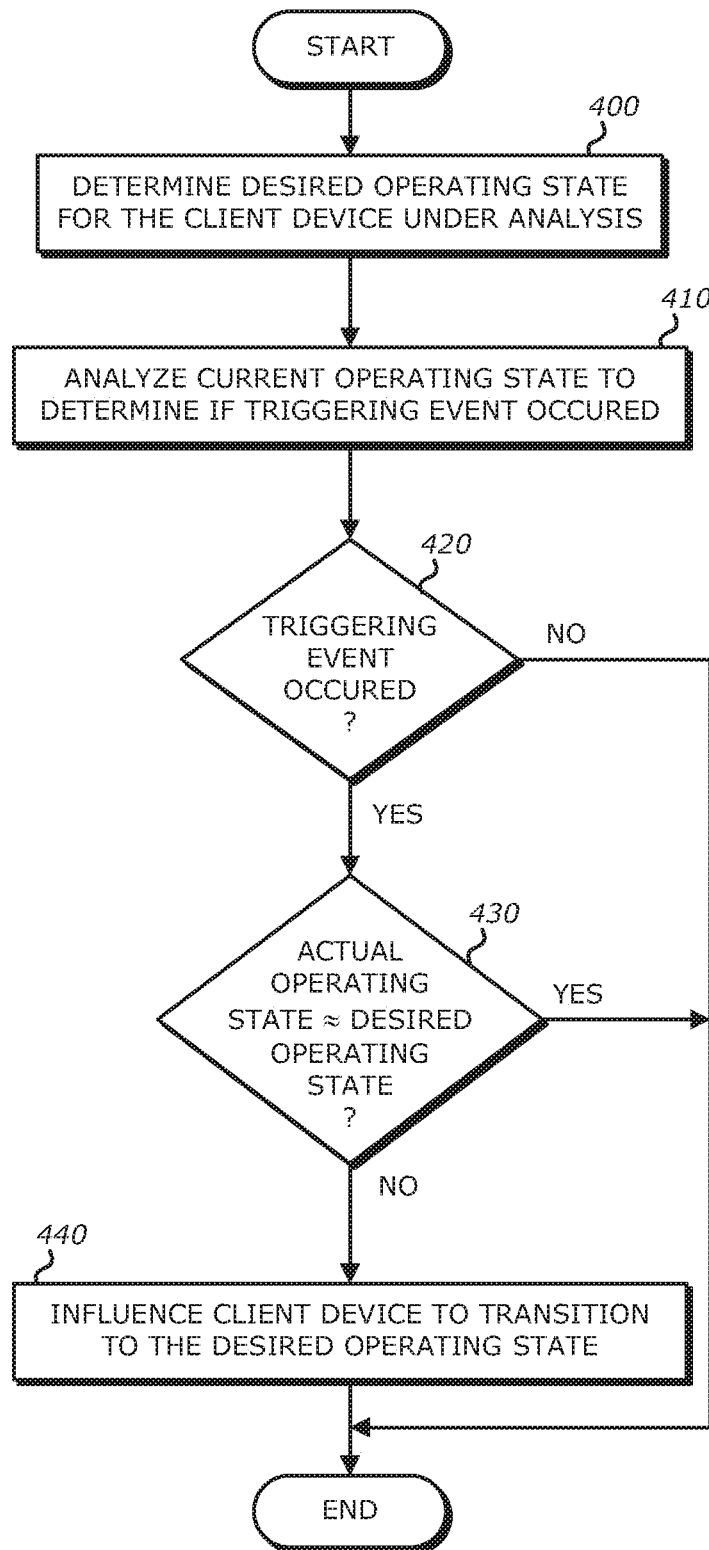 START
400
DETERMINE DESIRED OPERATING STATE
FOR THE CLIENT DEVICE UNDER ANALYSIS
410
ANALYZE CURRENT OPERATING STATE TO
DETERMINE IF TRIGGERING EVENT OCCURED
420
TRIGGERING
EVENT
OCCURED
?
NO
YES
430
ACTUAL
OPERATING
STATE ≈ DESIRED
OPERATING
STATE
?
YES
NO
440
INFLUENCE CLIENT DEVICE TO TRANSITION
TO THE DESIRED OPERATING STATE
END